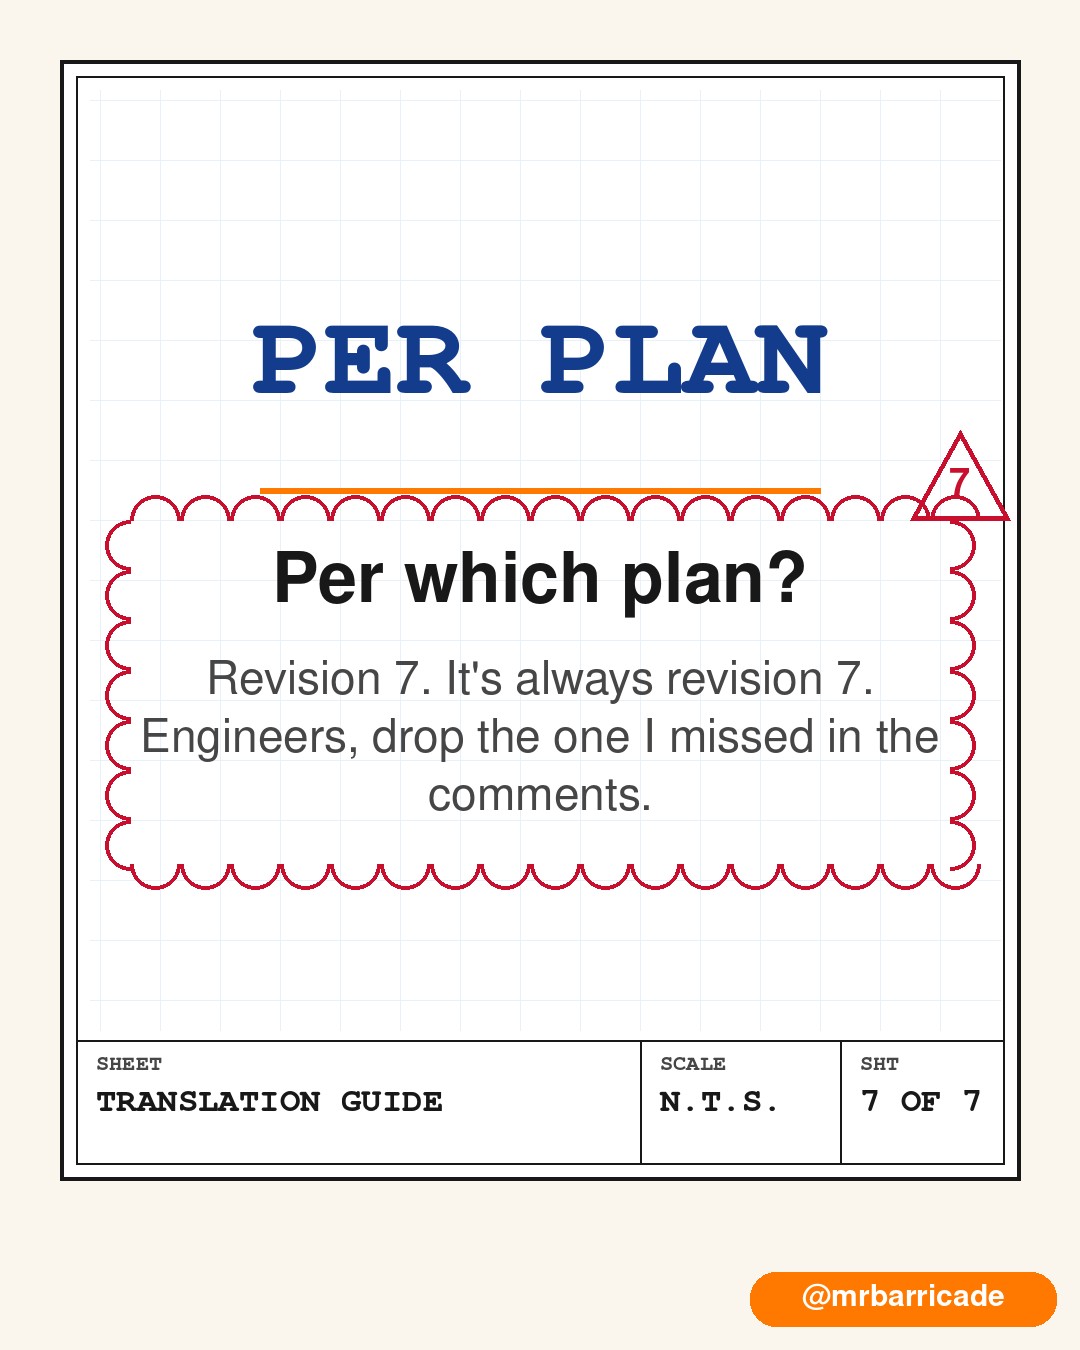 PER PLAN
7
Per which plan?
Revision 7. It's always revision 7.
Engineers, drop the one I missed in the
comments.
SHEET
TRANSLATION GUIDE
SCALE
N.T.S.
SHT
7 OF 7
@mrbarricade